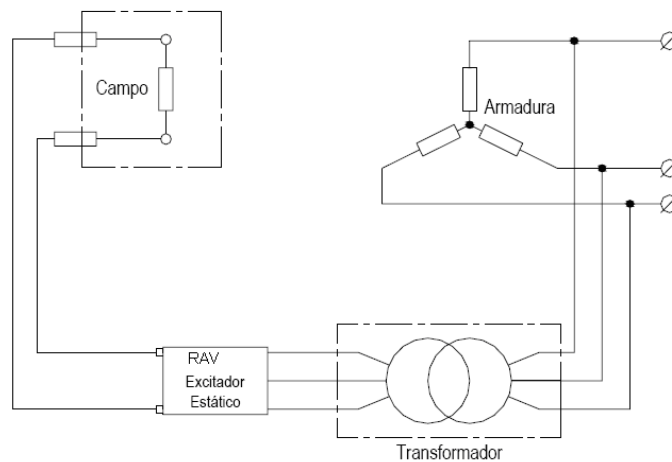 Campo
Armadura
RAV
Excitador
Estático
Transformador